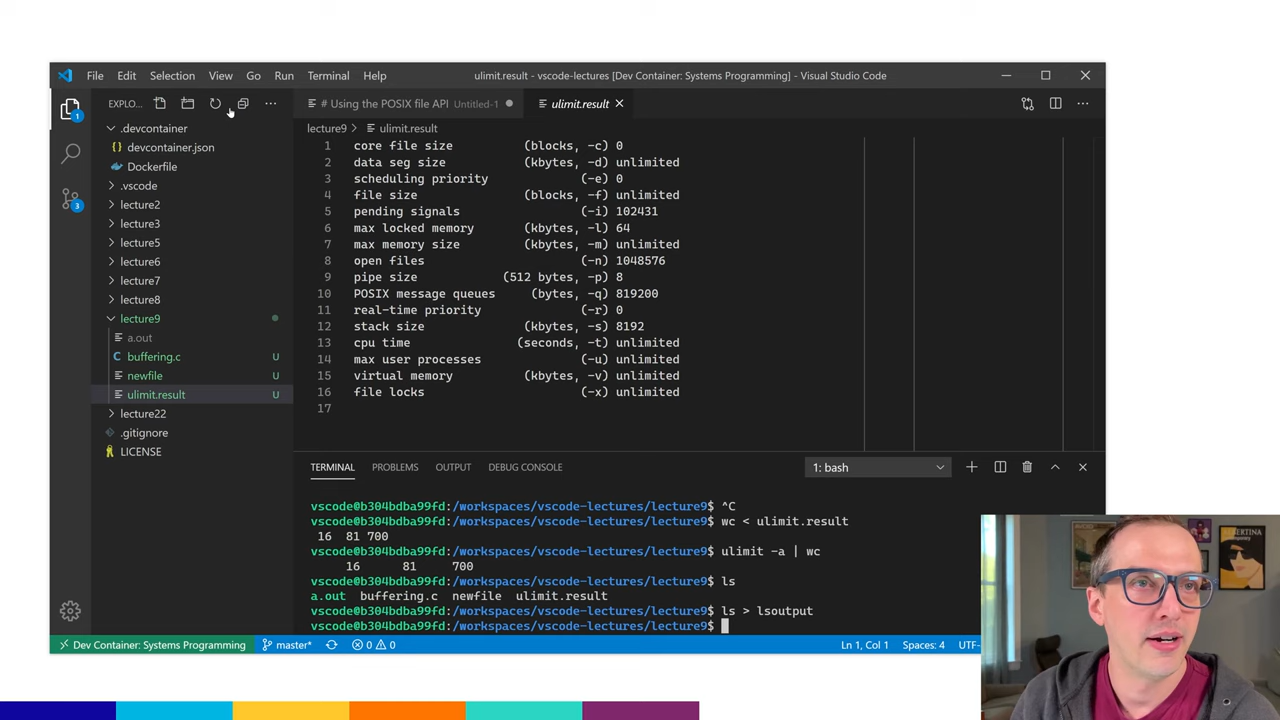 File Edit Selection View Go Run Terminal Help
ulimit.result - vscode-lectures [Dev Container: Systems Programming] - Visual Studio Code
EXPLO...
# Using the POSIX file API Untitled-1
ulimit.result
lecture9 > ulimit.result
1
.devcontainer
devcontainer.json
Dockerfile
.vscode
lecture2
3
lecture3
lecture5
lecture6
lecture7
lecture8
lecture9
a.out
buffering.c U
newfile U
ulimit.result U
lecture22
.gitignore
LICENSE
1 core file size (blocks, -c) 0
2 data seg size (kbytes, -d) unlimited
3 scheduling priority (-e) 0
4 file size (blocks, -f) unlimited
5 pending signals (-i) 102431
6 max locked memory (kbytes, -l) 64
7 max memory size (kbytes, -m) unlimited
8 open files (-n) 1048576
9 pipe size (512 bytes, -p) 8
10 POSIX message queues (bytes, -q) 819200
11 real-time priority (-r) 0
12 stack size (kbytes, -s) 8192
13 cpu time (seconds, -t) unlimited
14 max user processes (-u) unlimited
15 virtual memory (kbytes, -v) unlimited
16 file locks (-x) unlimited
17
TERMINAL PROBLEMS OUTPUT DEBUG CONSOLE
1: bash
vscode@b304bdba99fd:/workspaces/vscode-lectures/lecture9$ ^C
vscode@b304bdba99fd:/workspaces/vscode-lectures/lecture9$ wc < ulimit.result
16 81 700
vscode@b304bdba99fd:/workspaces/vscode-lectures/lecture9$ ulimit -a | wc
16 81 700
vscode@b304bdba99fd:/workspaces/vscode-lectures/lecture9$ ls
a.out buffering.c newfile ulimit.result
vscode@b304bdba99fd:/workspaces/vscode-lectures/lecture9$ ls > lsoutput
vscode@b304bdba99fd:/workspaces/vscode-lectures/lecture9$
Dev Container: Systems Programming master* 0 0 Ln 1, Col 1 Spaces: 4 UTF-